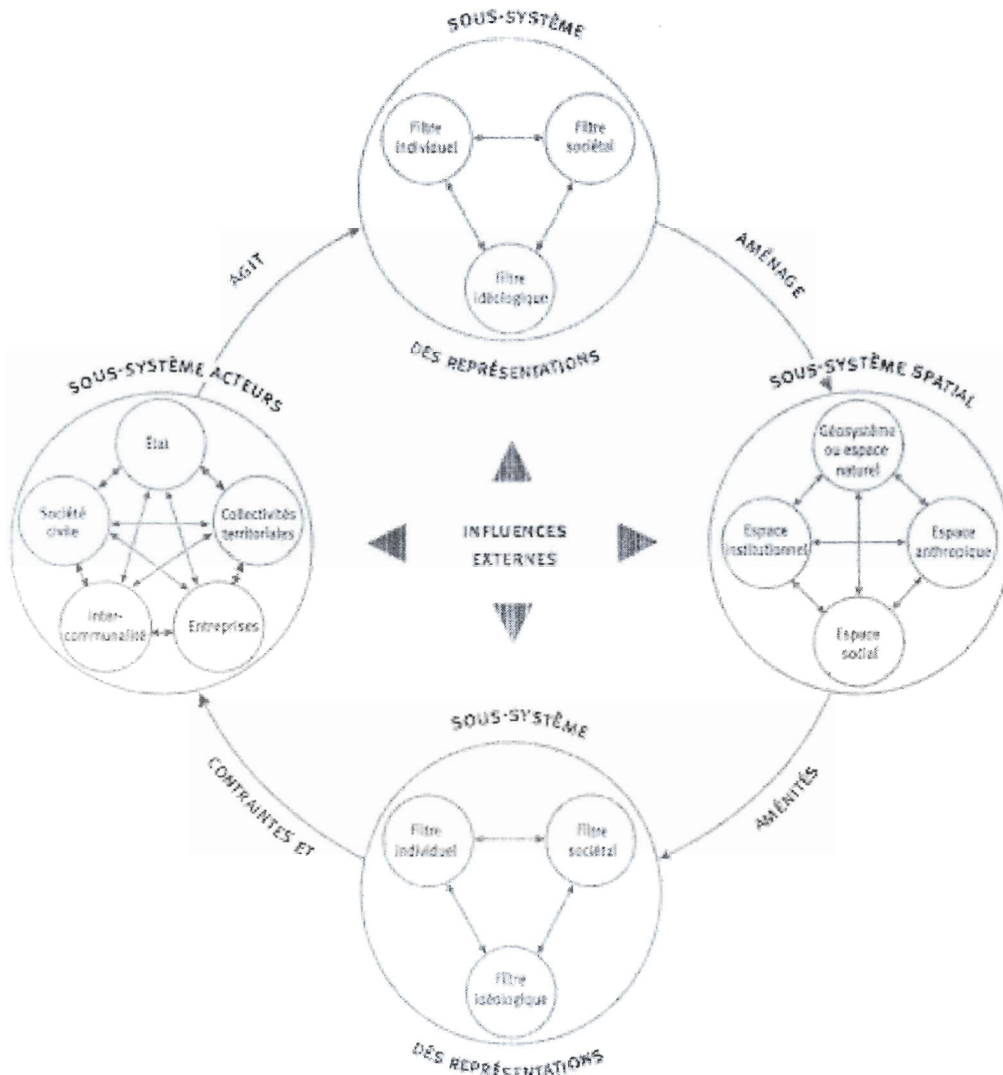 SOUS-SYSTÈME
Filtre
individuel
Filtre
sociétal
Filtre
idéologique
DES REPRÉSENTATIONS
AGIT
AMÉNAGE
SOUS-SYSTÈME ACTEURS
État
Société
civile
Collectivités
territoriales
Inter-
communalité
Entreprises
INFLUENCES
EXTERNES
SOUS-SYSTÈME SPATIAL
Géosystème
ou espace
naturel
Espace
institutionnel
Espace
anthropique
Espace
social
CONTRAINTES ET
AMÉNITÉS
SOUS-SYSTÈME
Filtre
individuel
Filtre
sociétal
Filtre
idéologique
DES REPRÉSENTATIONS